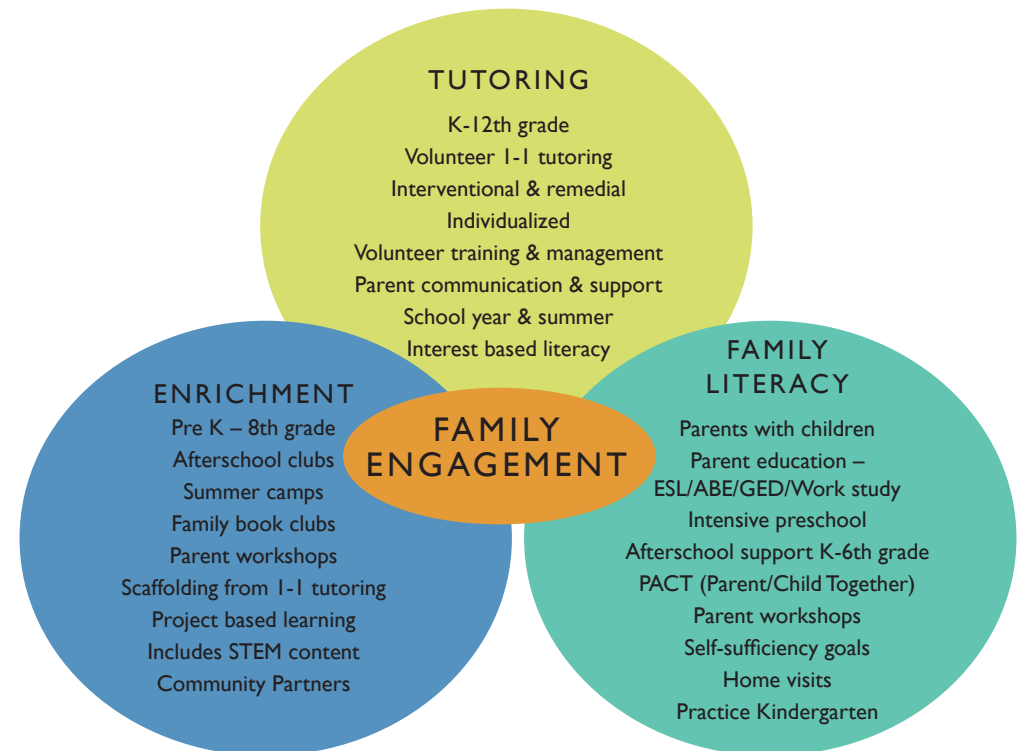 TUTORING
K-12th grade
Volunteer 1-1 tutoring
Interventional & remedial
Individualized
Volunteer training & management
Parent communication & support
School year & summer
Interest based literacy
ENRICHMENT
Pre K – 8th grade
Afterschool clubs
Summer camps
Family book clubs
Parent workshops
Scaffolding from 1-1 tutoring
Project based learning
Includes STEM content
Community Partners
FAMILY
ENGAGEMENT
FAMILY
LITERACY
Parents with children
Parent education –
ESL/ABE/GED/Work study
Intensive preschool
Afterschool support K-6th grade
PACT (Parent/Child Together)
Parent workshops
Self-sufficiency goals
Home visits
Practice Kindergarten